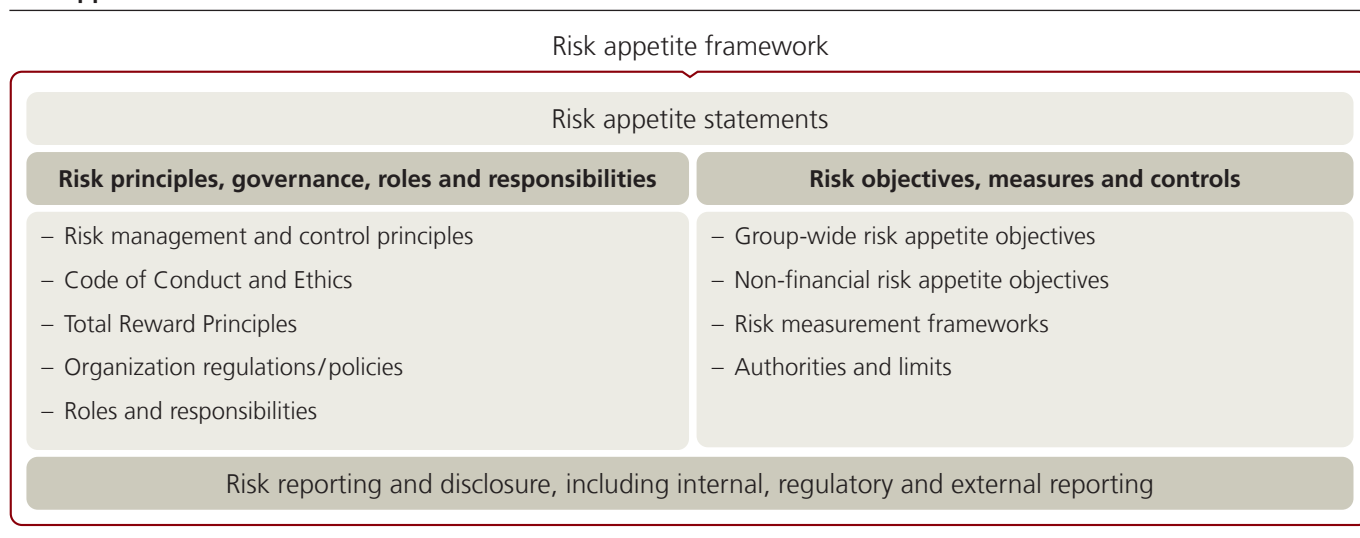 Risk appetite framework
Risk appetite statements
Risk principles, governance, roles and responsibilities
Risk objectives, measures and controls
– Risk management and control principles
– Code of Conduct and Ethics
– Total Reward Principles
– Organization regulations/policies
– Roles and responsibilities
– Group-wide risk appetite objectives
– Non-financial risk appetite objectives
– Risk measurement frameworks
– Authorities and limits
Risk reporting and disclosure, including internal, regulatory and external reporting